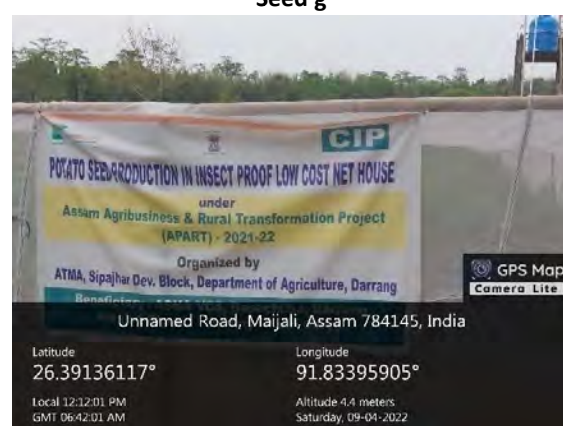 Seed g
CIP
POTATO SEED PRODUCTION IN INSECT PROOF LOW COST NET HOUSE
under
Assam Agribusiness & Rural Transformation Project
(APART) - 2021-22
Organized by
ATMA, Sipajhar Dev. Block, Department of Agriculture, Darrang
GPS Map
Camera Lite
Unnamed Road, Maijali, Assam 784145, India
Latitude
26.39136117°
Longitude
91.83395905°
Local 12:12:01 PM
GMT 06:42:01 AM
Altitude 4.4 meters
Saturday, 09-04-2022